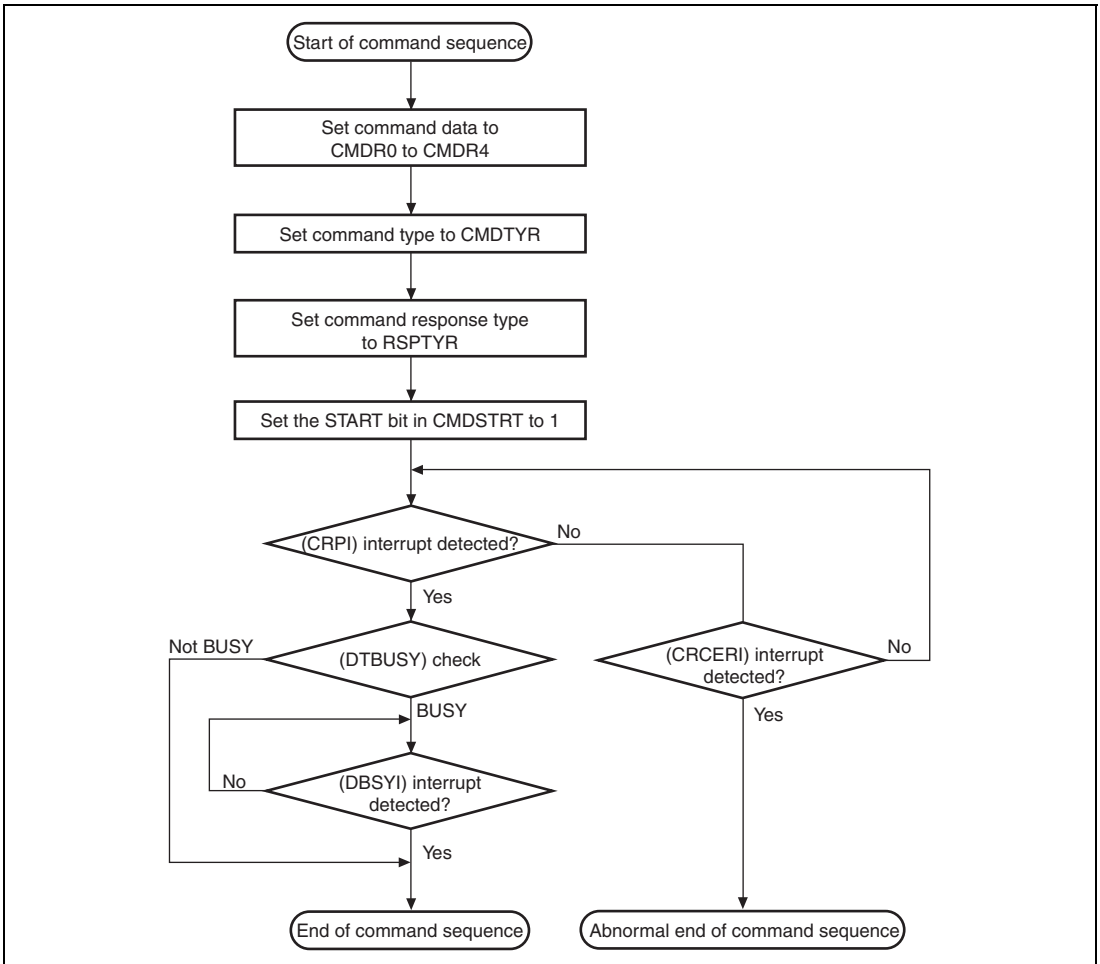 Start of command sequence
Set command data to
CMDR0 to CMDR4
Set command type to CMDTYR
Set command response type
to RSPTYR
Set the START bit in CMDSTRT to 1
(CRPI) interrupt detected?
No
Yes
Not BUSY
(DTBUSY) check
(CRCERI) interrupt
detected?
No
BUSY
Yes
No
(DBSYI) interrupt
detected?
Yes
End of command sequence
Abnormal end of command sequence